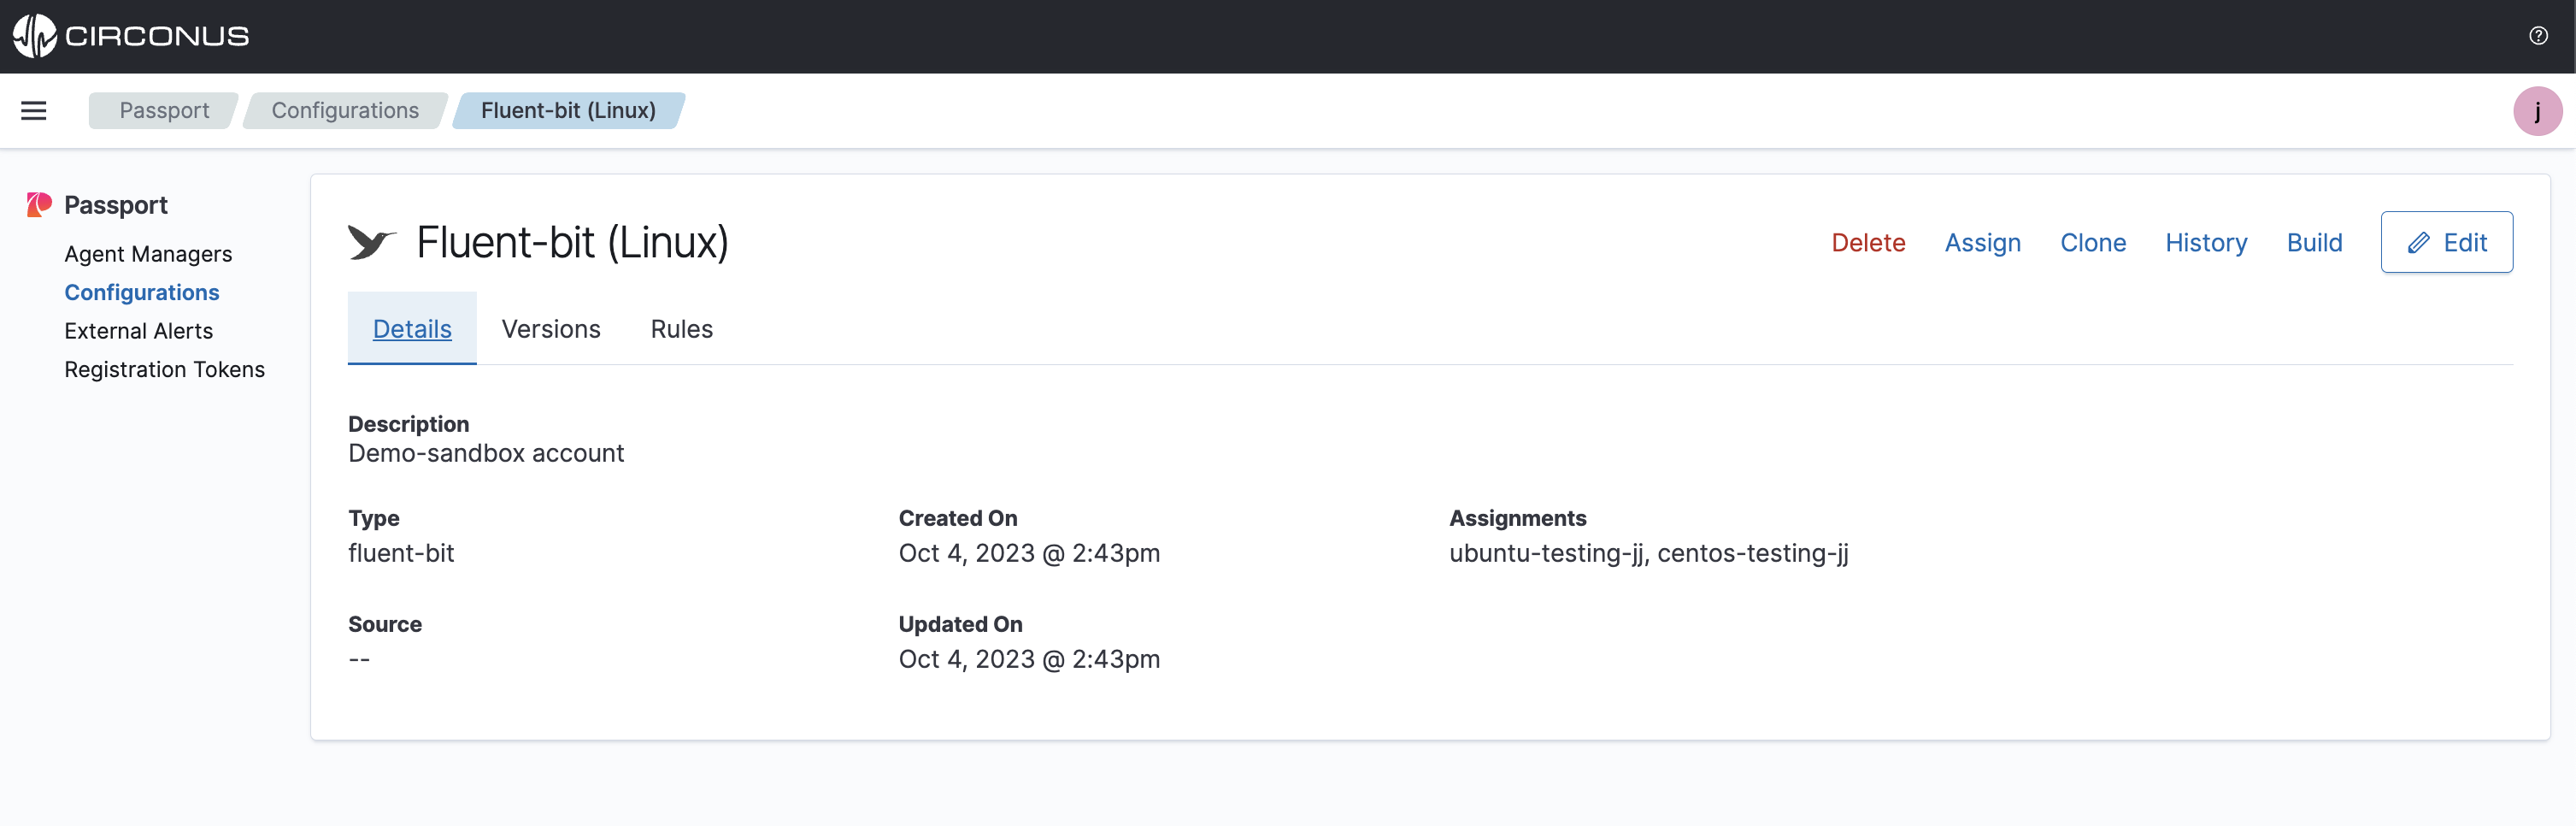 CIRCONUS
Passport
Configurations
Fluent-bit (Linux)
j
Passport
Agent Managers
Configurations
External Alerts
Registration Tokens
Fluent-bit (Linux)
Delete
Assign
Clone
History
Build
Edit
Details
Versions
Rules
Description
Demo-sandbox account
Type
fluent-bit
Created On
Oct 4, 2023 @ 2:43pm
Assignments
ubuntu-testing-jj, centos-testing-jj
Source
--
Updated On
Oct 4, 2023 @ 2:43pm